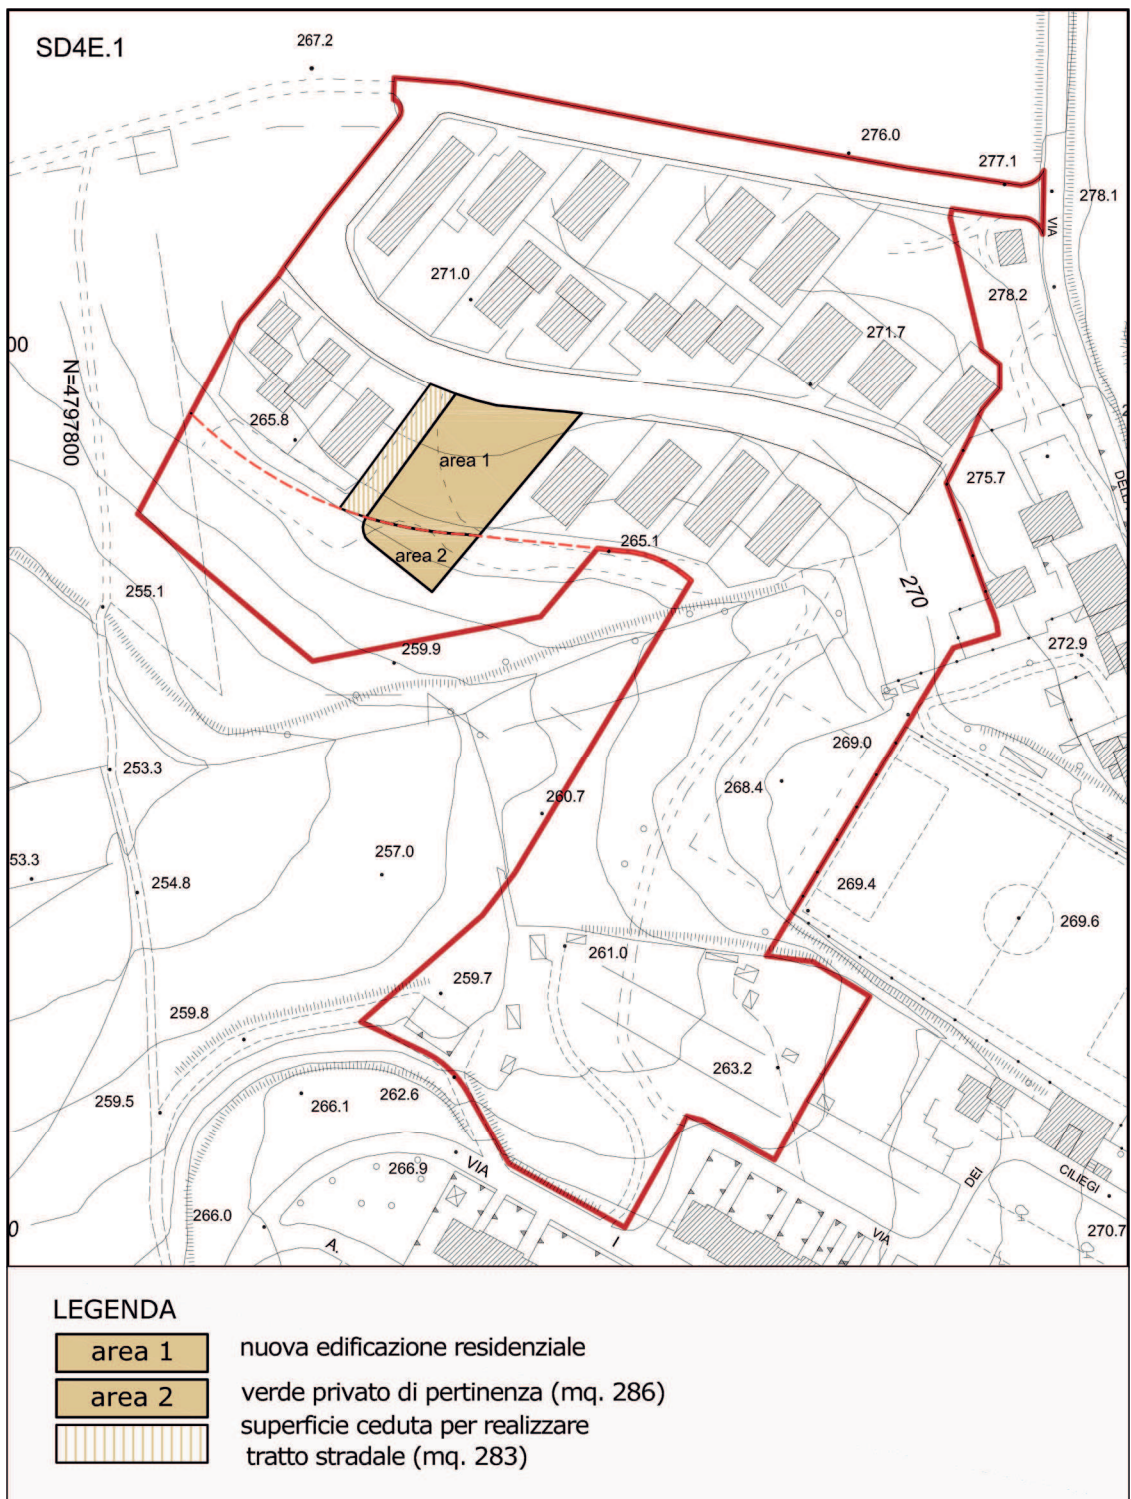 SD4E.1
267.2
276.0
277.1
278.1
VIA
278.2
271.0
271.7
00
N=4797800
265.8
area 1
275.7
area 2
265.1
270
255.1
259.9
272.9
269.0
253.3
268.4
260.7
53.3
257.0
254.8
269.4
269.6
261.0
259.7
259.8
263.2
262.6
259.5
266.1
266.9
VIA
DEI
CILIEGI
266.0
0
A.
I
VIA
270.7
LEGENDA
area 1
nuova edificazione residenziale
area 2
verde privato di pertinenza (mq. 286)
superficie ceduta per realizzare
tratto stradale (mq. 283)